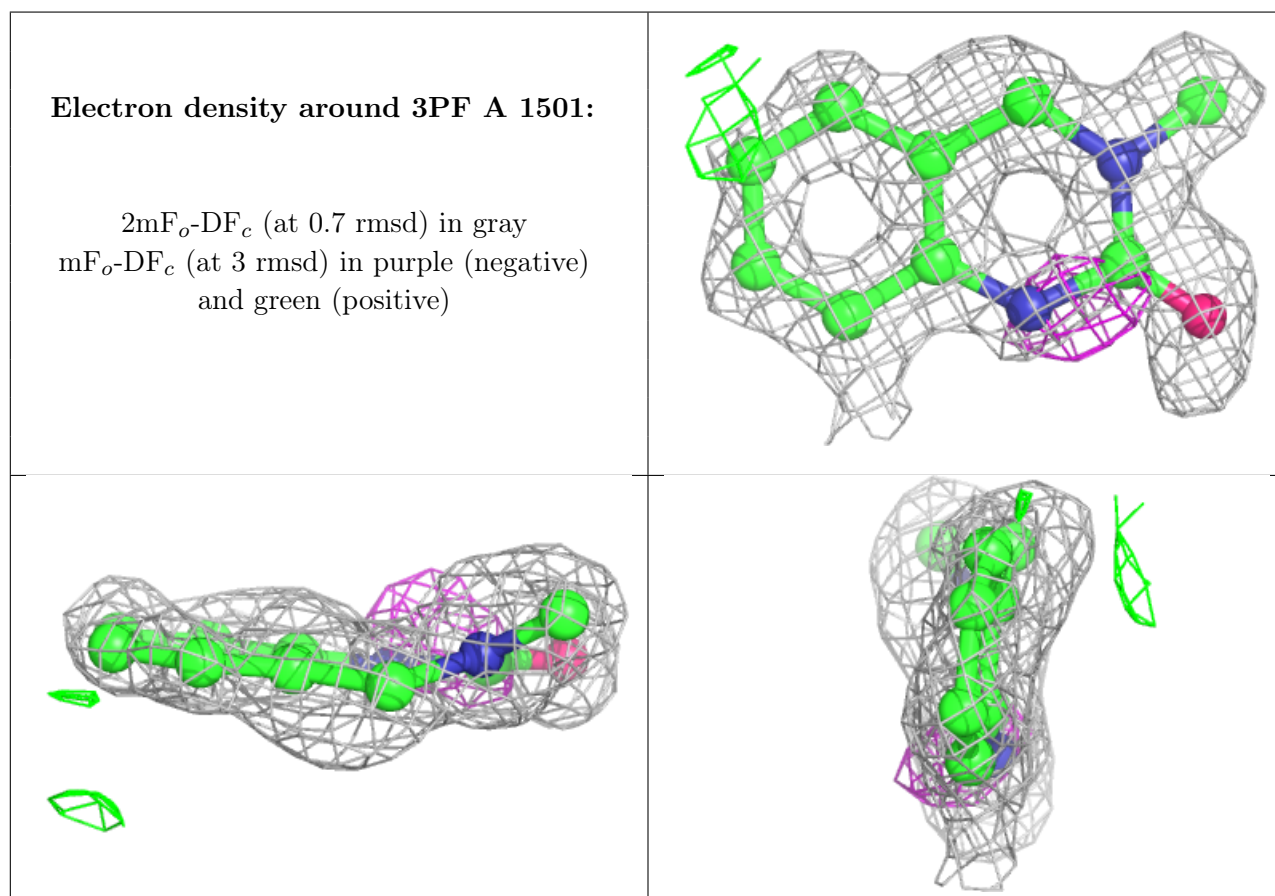 Electron density around 3PF A 1501:
2mFo-DFc (at 0.7 rmsd) in gray
mFo-DFc (at 3 rmsd) in purple (negative)
and green (positive)